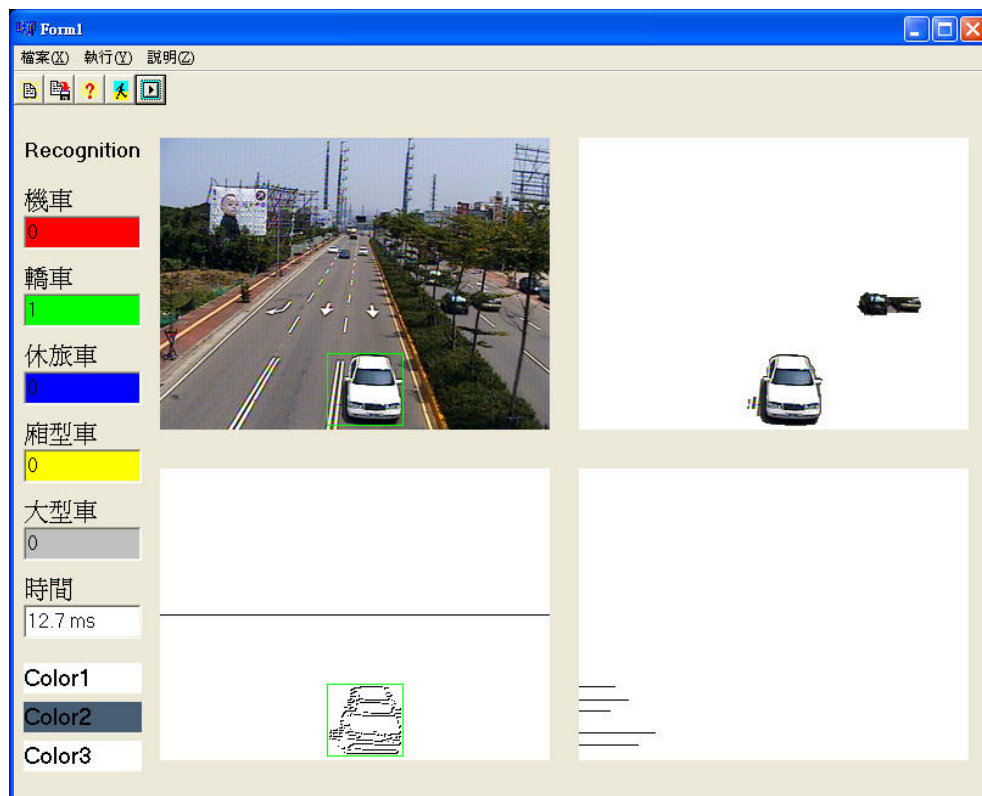 Form1
檔案(X) 執行(Y) 說明(Z)
Recognition
機車
0
轎車
1
休旅車
0
廂型車
0
大型車
0
時間
12.7 ms
Color1
Color2
Color3